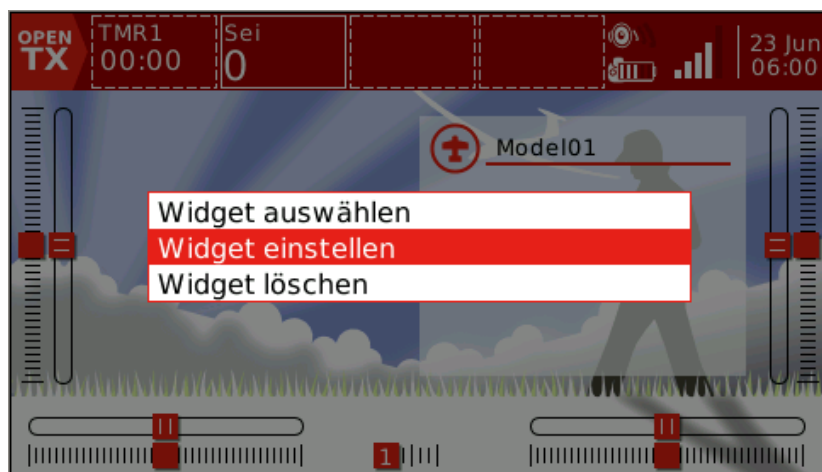 OPEN
TX
TMR1
00:00
Sei
0
23 Jun
06:00
Model01
Widget auswählen
Widget einstellen
Widget löschen
1